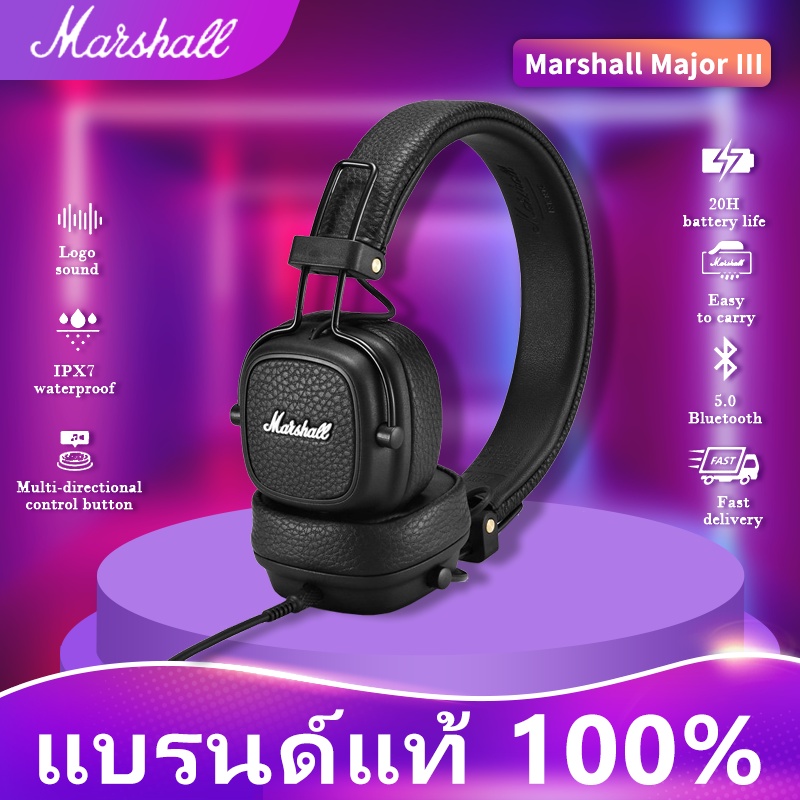 Marshall
Marshall Major III
Logo
sound
IPX7
waterproof
Multi-directional
control button
20H
battery life
Marshall
Easy
to carry
5.0
Bluetooth
FAST
Fast
delivery
Marshall
แบรนด์แท้ 100%